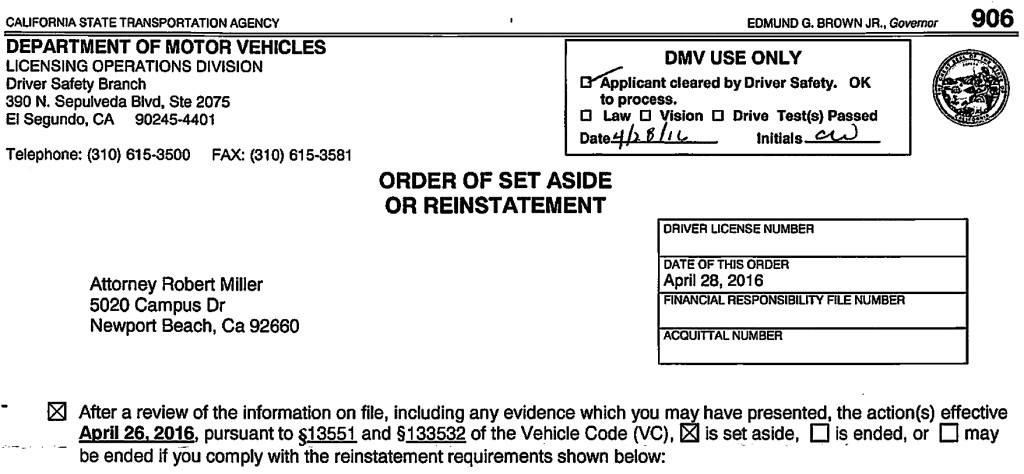 CALIFORNIA STATE TRANSPORTATION AGENCY
EDMUND G. BROWN JR., Governor 906
DEPARTMENT OF MOTOR VEHICLES
LICENSING OPERATIONS DIVISION
Driver Safety Branch
390 N. Sepulveda Blvd, Ste 2075
El Segundo, CA 90245-4401
Telephone: (310) 615-3500 FAX: (310) 615-3581
DMV USE ONLY
☑ Applicant cleared by Driver Safety. OK
to process.
☐ Law ☐ Vision ☐ Drive Test(s) Passed
Date 4/28/16 Initials CW
ORDER OF SET ASIDE
OR REINSTATEMENT
DRIVER LICENSE NUMBER
DATE OF THIS ORDER
April 28, 2016
FINANCIAL RESPONSIBILITY FILE NUMBER
ACQUITTAL NUMBER
Attorney Robert Miller
5020 Campus Dr
Newport Beach, Ca 92660
☒ After a review of the information on file, including any evidence which you may have presented, the action(s) effective
April 26, 2016, pursuant to §13551 and §133532 of the Vehicle Code (VC), ☒ is set aside, ☐ is ended, or ☐ may
be ended if you comply with the reinstatement requirements shown below: